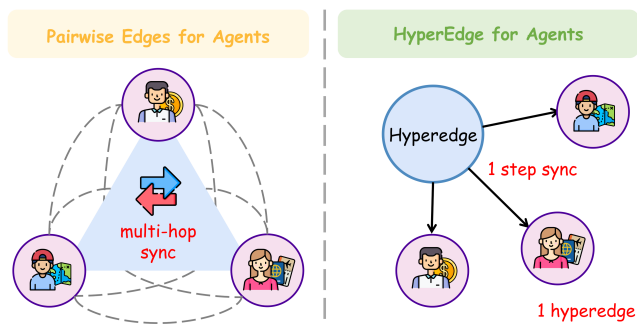 Pairwise Edges for Agents
multi-hop
sync
HyperEdge for Agents
Hyperedge
1 step sync
1 hyperedge